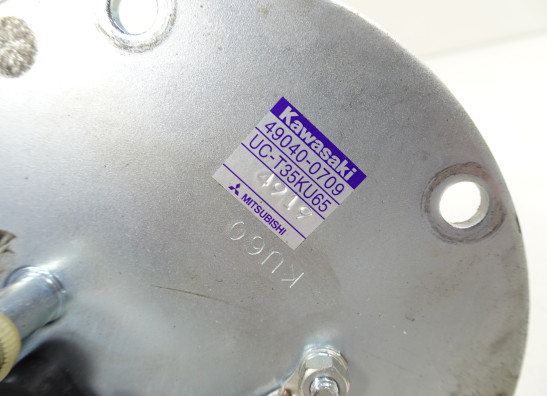 Kawasaki
49040-0709
UC-T35KU65
MITSUBISHI
KU60